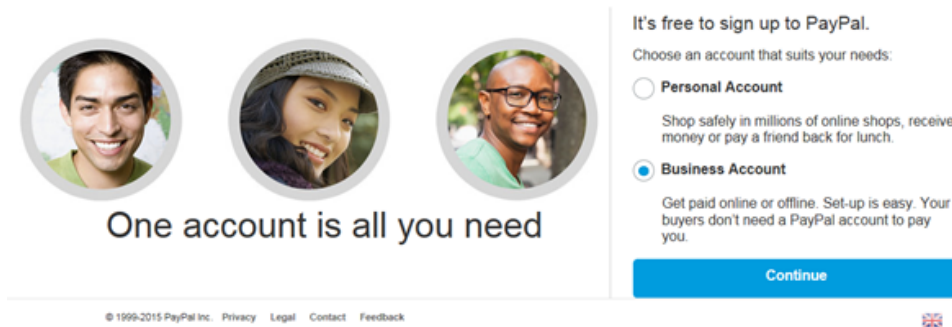 It's free to sign up to PayPal.
Choose an account that suits your needs:
Personal Account
Shop safely in millions of online shops, receive
money or pay a friend back for lunch.
Business Account
Get paid online or offline. Set-up is easy. Your
buyers don't need a PayPal account to pay
you.
Continue
One account is all you need
© 1999-2015 PayPal Inc. Privacy Legal Contact Feedback